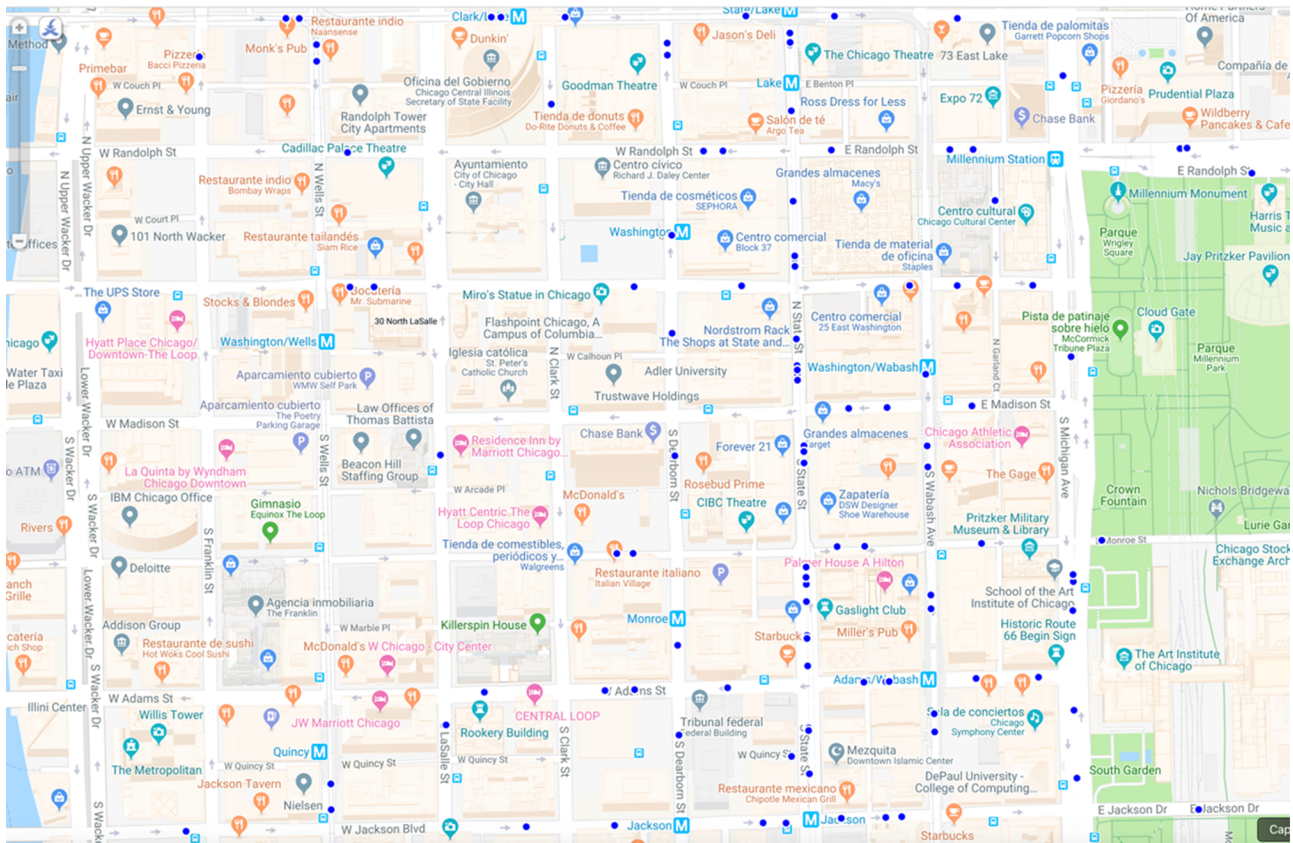 Method
Primebar
Pizzería
Bacci Pizzeria
W Couch Pl
Ernst & Young
Monk's Pub
Restaurante indio
Naansense
Oficina del Gobierno
Chicago Central Illinois
Secretary of State Facility
Randolph Tower
City Apartments
Dunkin'
Goodman Theatre
Tienda de donuts
Do-Rite Donuts & Coffee
State/Lake
Jason's Deli
W Couch Pl
Lake
Salón de té
Argo Tea
The Chicago Theatre
E Benton Pl
Ross Dress for Less
73 East Lake
Expo 72
Tienda de palomitas
Garrett Popcorn Shops
Chase Bank
Of America
Compañía de
Pizzería
Giordano's
Prudential Plaza
Wildberry
Pancakes & Cafe
W Randolph St
Cadillac Palace Theatre
W Randolph St
E Randolph St
Millennium Station
E Randolph St
N Upper Wacker Dr
N Upper Wacker Dr
N Wells St
Restaurante indio
Bombay Wraps
W Court Pl
101 North Wacker
Restaurante tailandés
Siam Rice
Ayuntamiento
City of Chicago
- City Hall
Centro cívico
Richard J. Daley Center
Tienda de cosméticos
SEPHORA
Washington
Centro comercial
Block 37
Grandes almacenes
Macy's
Centro cultural
Chicago Cultural Center
Tienda de material
de oficina
Staples
Millennium Monument
Parque
Wrigley
Square
Harris T
Music a
Jay Pritzker Pavilion
The UPS Store
Hyatt Place Chicago/
Downtown-The Loop
Stocks & Blondes
Bocatería
Mr. Submarine
30 North LaSalle
Washington/Wells
Miro's Statue in Chicago
Flashpoint Chicago, A
Campus of Columbia...
Iglesia católica
St. Peter's
Catholic Church
N Clark St
W Calhoun Pl
Adler University
Trustwave Holdings
Nordstrom Rack
The Shops at State and...
N State St
Centro comercial
25 East Washington
Washington/Wabash
N Garland Ct
Pista de patinaje
sobre hielo
McCormick
Tribune Plaza
Cloud Gate
Parque
Millennium
Park
Water Taxi
Lower Wacker Dr
Aparcamiento cubierto
WMW Self Park
Aparcamiento cubierto
The Poetry
Parking Garage
Law Offices of
Thomas Battista
W Madison St
E Madison St
S Michigan Ave
S Wacker Dr
S Wells St
ATM
La Quinta by Wyndham
Chicago Downtown
Beacon Hill
Staffing Group
Residence Inn by
Marriott Chicago...
Chase Bank
S Dearborn St
Forever 21
Grandes almacenes
Target
Chicago Athletic
Association
The Gage
Rosebud Prime
IBM Chicago Office
Gimnasio
Equinox The Loop
W Arcade Pl
Hyatt Centric The
Loop Chicago
McDonald's
CIBC Theatre
S State St
Zapatería
DSW Designer
Shoe Warehouse
S Wabash Ave
Crown
Fountain
Nichols Bridgewa
Pritzker Military
Museum & Library
Rivers
S Wacker Dr
S Franklin St
Tienda de comestibles,
periódicos y...
Walgreens
Monroe St
Chicago Stock
Exchange Arch
Deloitte
Lower Wacker Dr
Restaurante italiano
Italian Village
Palmer House A Hilton
School of the Art
Institute of Chicago
Grille
Agencia inmobiliaria
The Franklin
Addison Group
W Marble Pl
Killerspin House
Monroe
Gaslight Club
Miller's Pub
Starbucks
Historic Route
66 Begin Sign
Restaurante de sushi
Hot Woks Cool Sushi
McDonald's
W Chicago - City Center
The Art Institute
of Chicago
S Wacker Dr
W Adams St
W Adams St
Adams/Wabash
Illini Center
Willis Tower
The Metropolitan
JW Marriott Chicago
Quincy
CENTRAL LOOP
Rookery Building
LaSalle St
S Clark St
Tribunal federal
Federal Building
S Dearborn St
S State St
Sala de conciertos
Chicago
Symphony Center
Mezquita
Downtown Islamic Center
W Quincy St
W Quincy St
W Quincy St
W Quincy St
Jackson Tavern
Nielsen
Restaurante mexicano
Chipotle Mexican Grill
DePaul University -
College of Computing...
South Garden
W Jackson Blvd
Jackson
Jackson
Starbucks
E Jackson Dr
E Jackson Dr